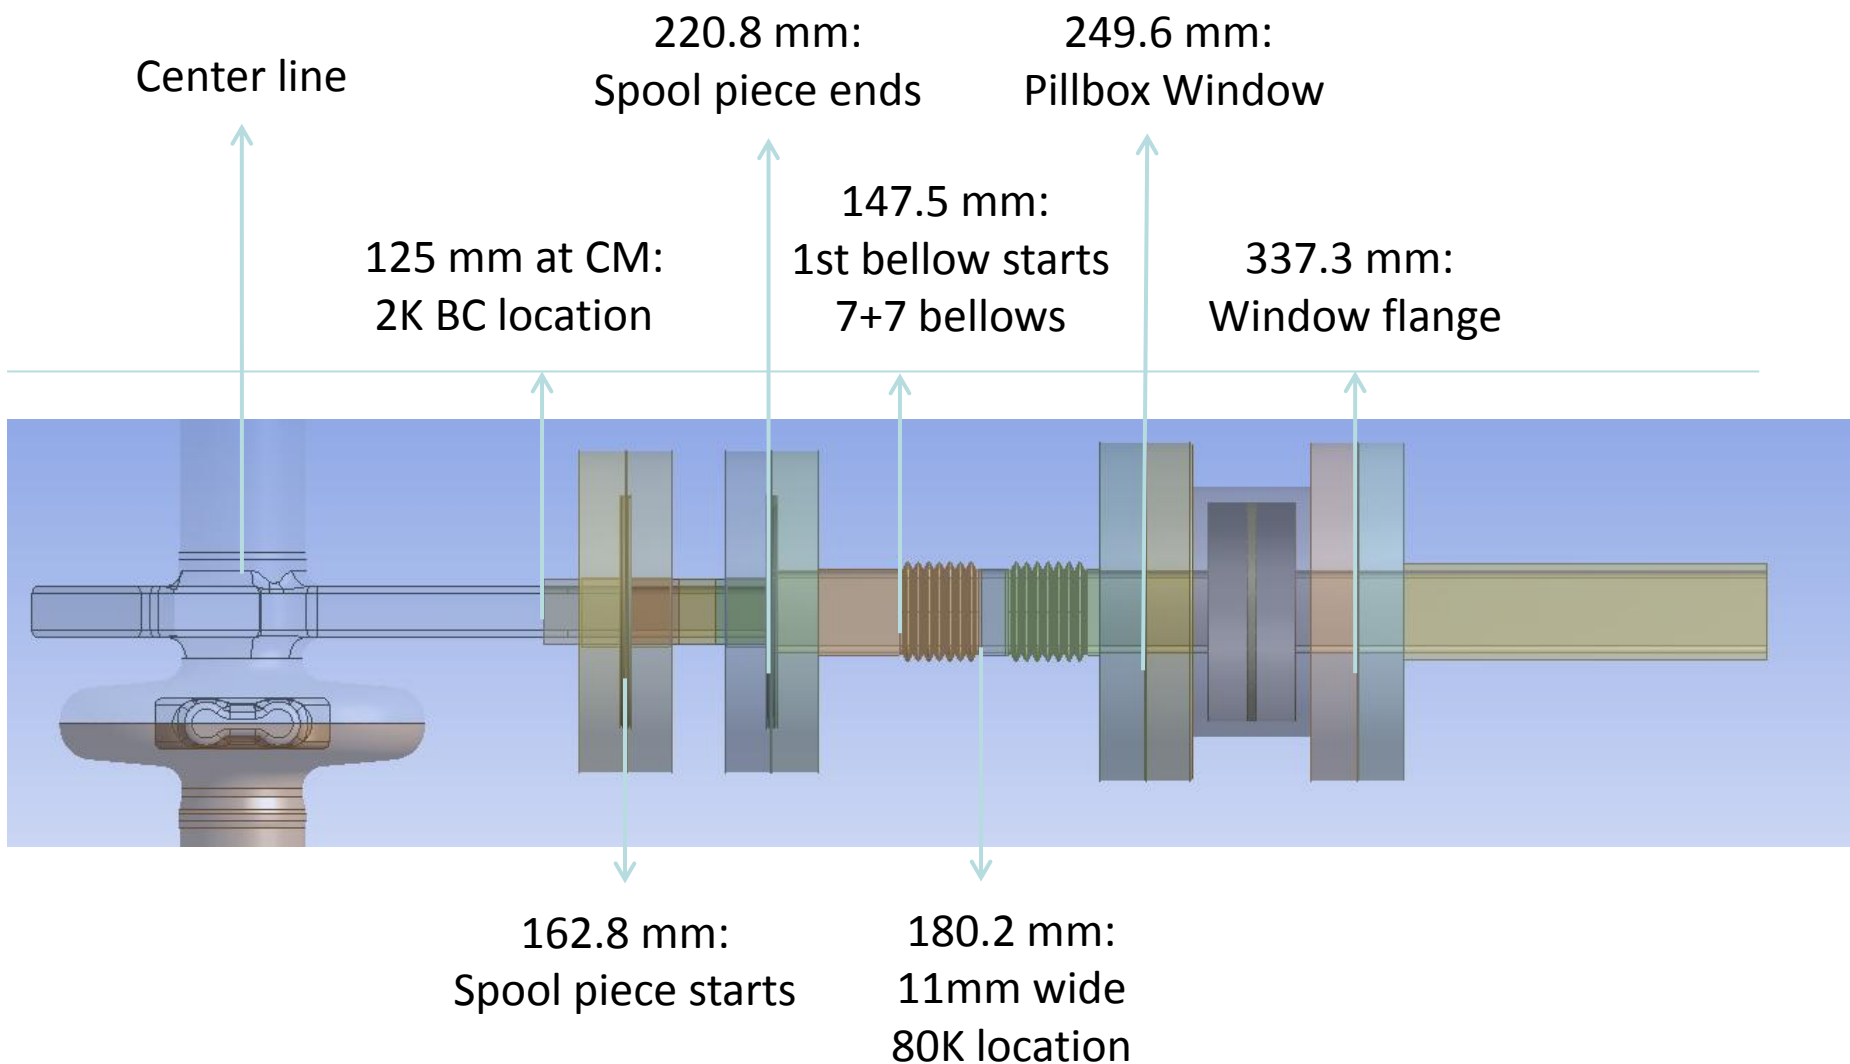 Center line
220.8 mm:
Spool piece ends
249.6 mm:
Pillbox Window
125 mm at CM:
2K BC location
147.5 mm:
1st bellow starts
7+7 bellows
337.3 mm:
Window flange
162.8 mm:
Spool piece starts
180.2 mm:
11mm wide
80K location